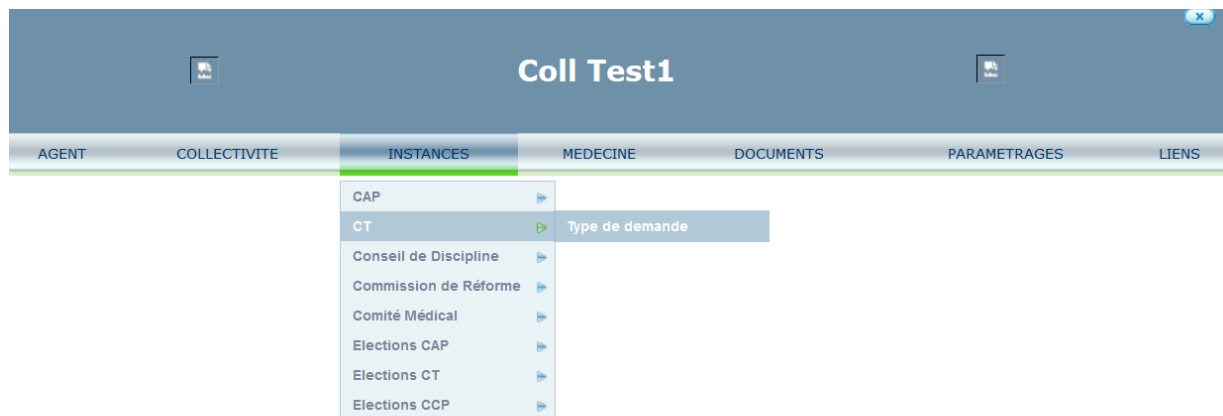 Coll Test1
AGENT COLLECTIVITE INSTANCES MEDECINE DOCUMENTS PARAMETRAGES LIENS
CAP
CT Type de demande
Conseil de Discipline
Commission de Réforme
Comité Médical
Elections CAP
Elections CT
Elections CCP